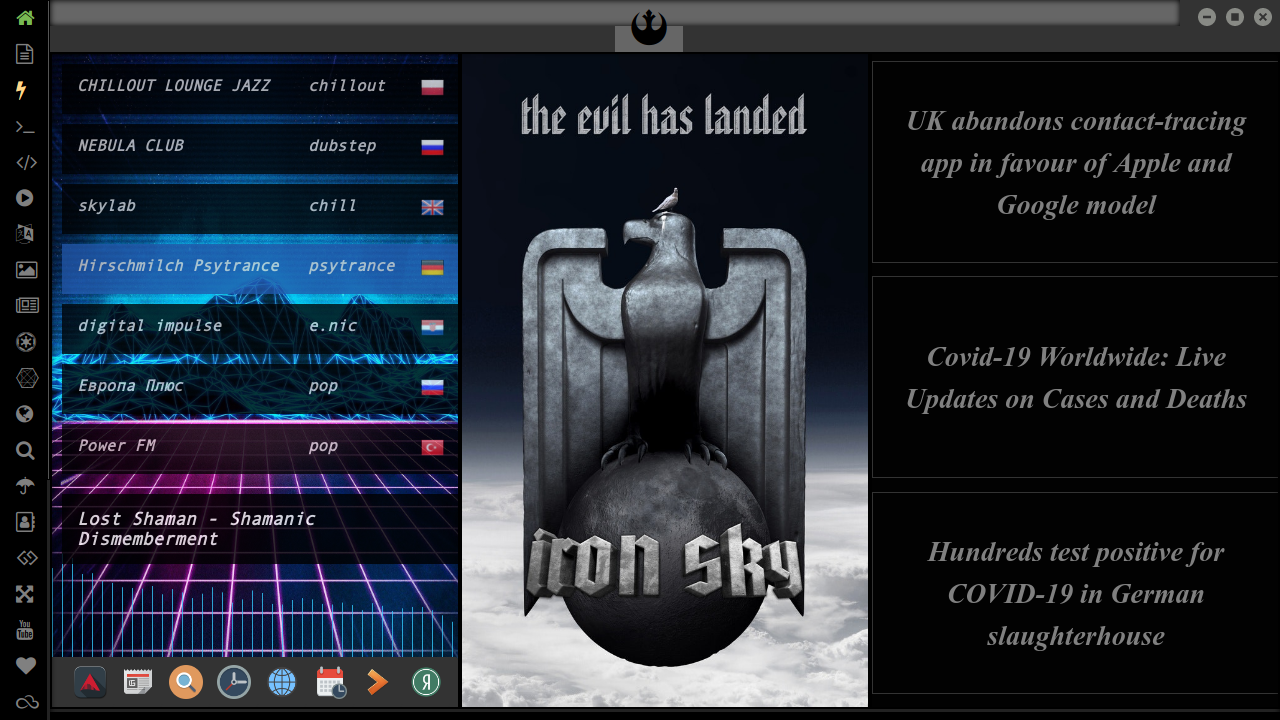 CHILLOUT LOUNGE JAZZ chillout
NEBULA CLUB dubstep
skylab chill
Hirschmilch Psytrance psytrance
digital impulse e.nic
Европа Плюс pop
Power FM pop
Lost Shaman - Shamanic
Dismemberment
You
Tube
the evil has landed
iron sky
UK abandons contact-tracing
app in favour of Apple and
Google model
Covid-19 Worldwide: Live
Updates on Cases and Deaths
Hundreds test positive for
COVID-19 in German
slaughterhouse
Я